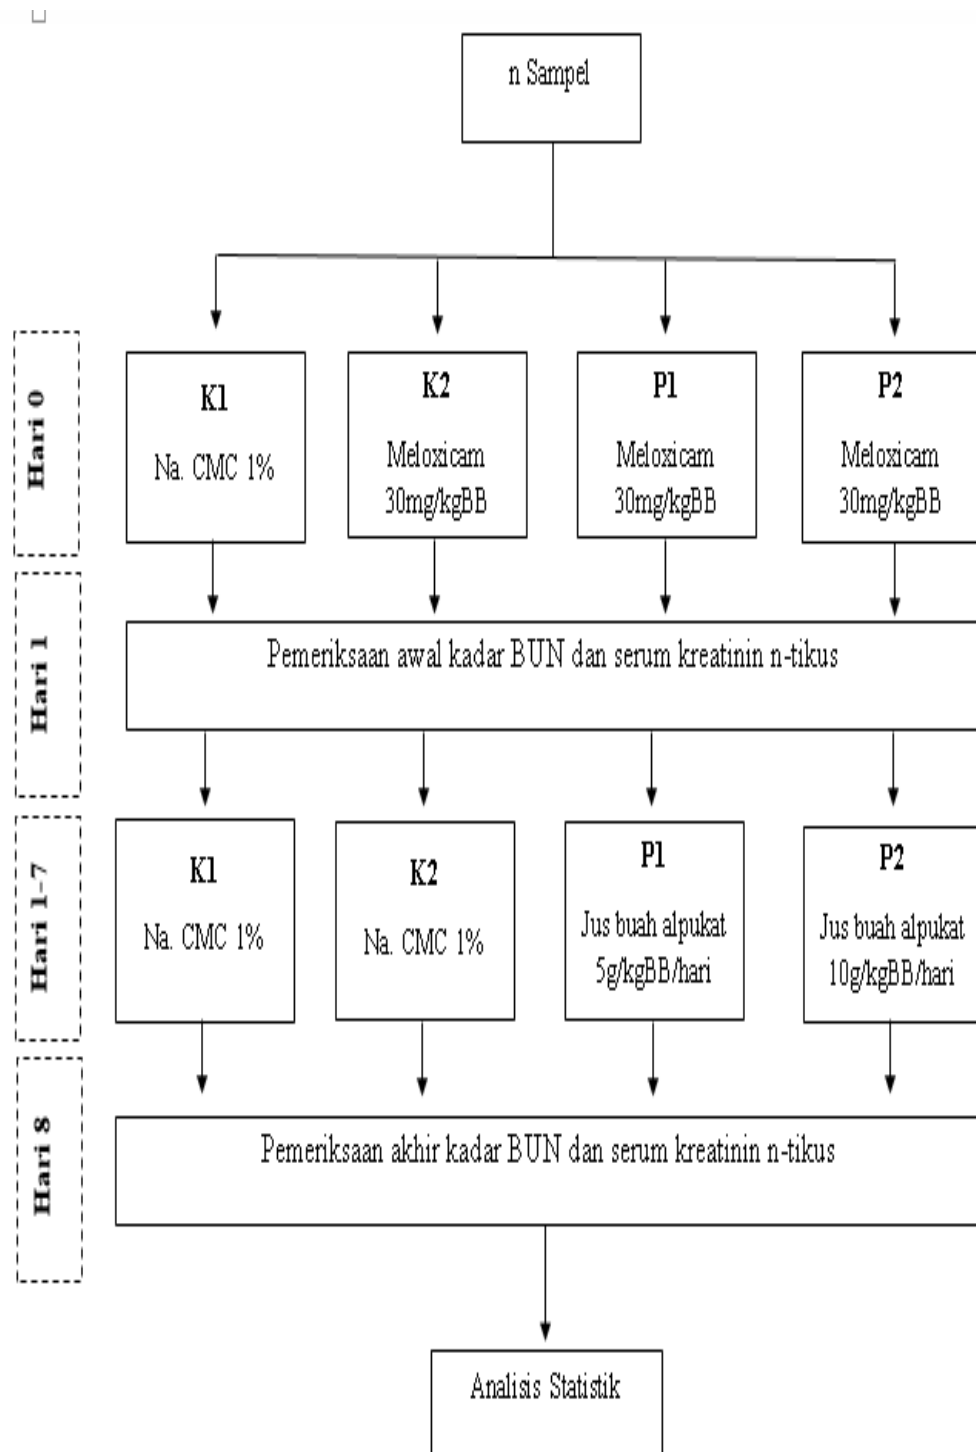 n Sampel
Hari 0
K1
Na. CMC 1%
K2
Meloxicam
30mg/kgBB
P1
Meloxicam
30mg/kgBB
P2
Meloxicam
30mg/kgBB
Hari 1
Pemeriksaan awal kadar BUN dan serum kreatinin n-tikus
Hari 1-7
K1
Na. CMC 1%
K2
Na. CMC 1%
P1
Jus buah alpukat
5g/kgBB/hari
P2
Jus buah alpukat
10g/kgBB/hari
Hari 8
Pemeriksaan akhir kadar BUN dan serum kreatinin n-tikus
Analisis Statistik